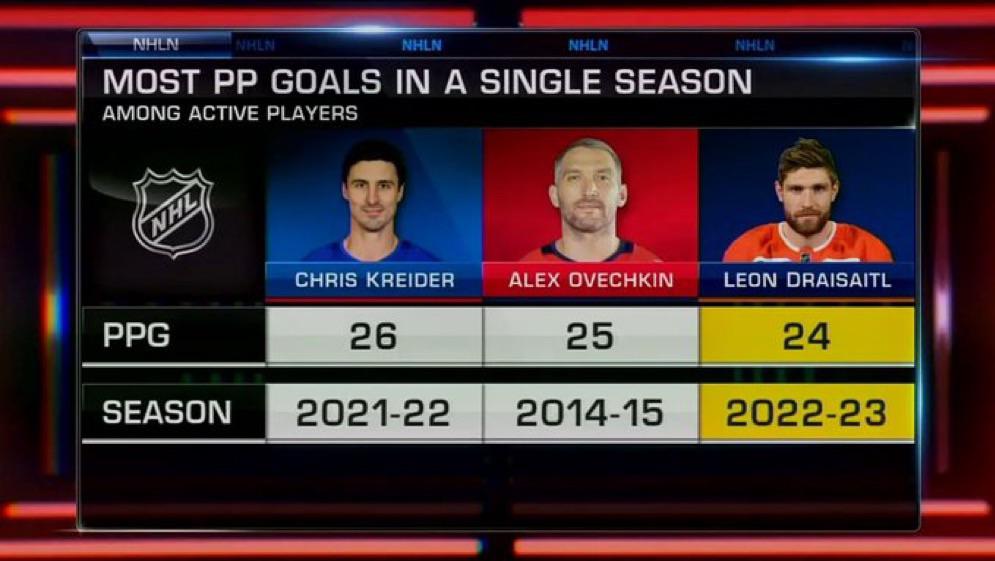 NHLN NHLN NHLN NHLN NHLN
MOST PP GOALS IN A SINGLE SEASON
AMONG ACTIVE PLAYERS
NHL
CHRIS KREIDER ALEX OVECHKIN LEON DRAISAITL
PPG 26 25 24
SEASON 2021-22 2014-15 2022-23